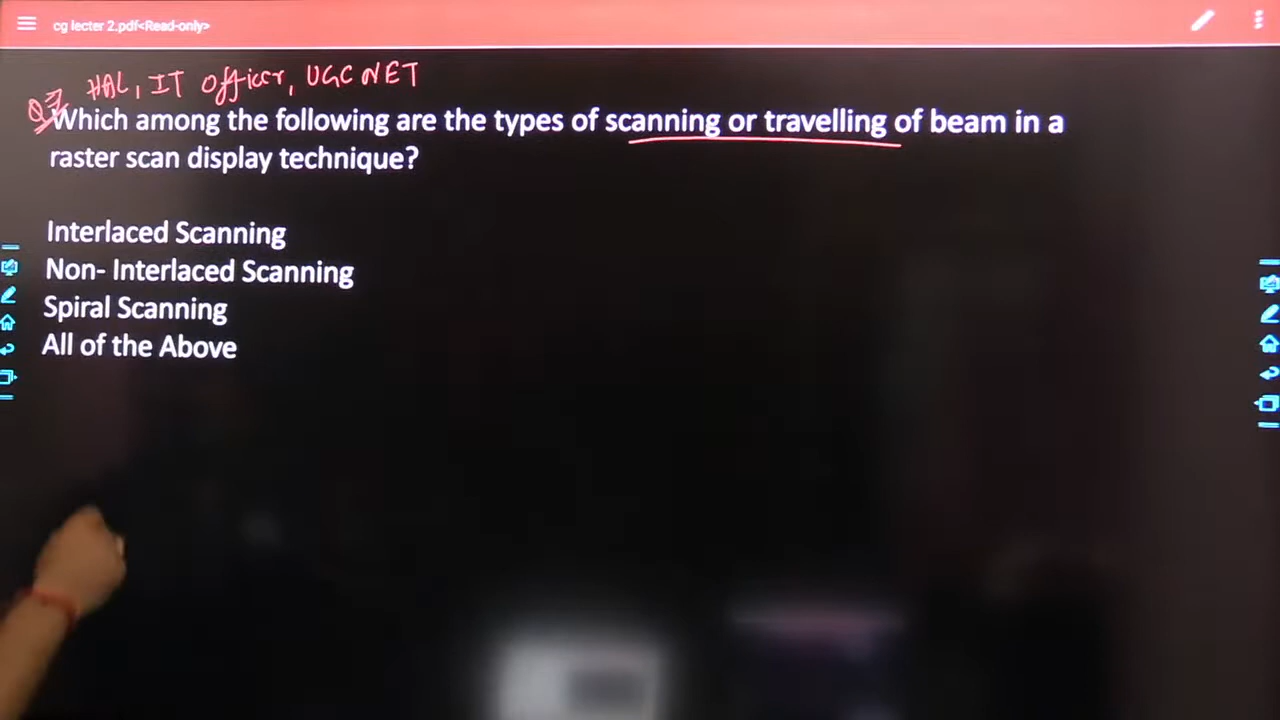 cg lecter 2.pdf<Read-only>
HAL, IT Officer, UGC NET
Q3 Which among the following are the types of scanning or travelling of beam in a
raster scan display technique?
Interlaced Scanning
Non- Interlaced Scanning
Spiral Scanning
All of the Above